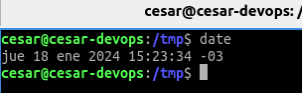 cesar@cesar-devops: /
cesar@cesar-devops:/tmp$ date
jue 18 ene 2024 15:23:34 -03
cesar@cesar-devops:/tmp$